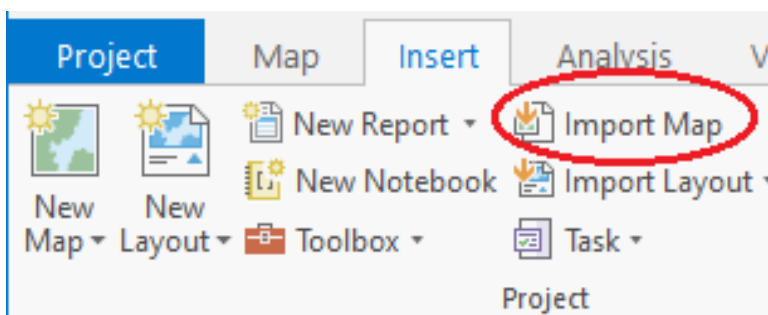 Project Map Insert Analysis
New Report Import Map
New Notebook Import Layout
New Map New Layout Toolbox Task
Project